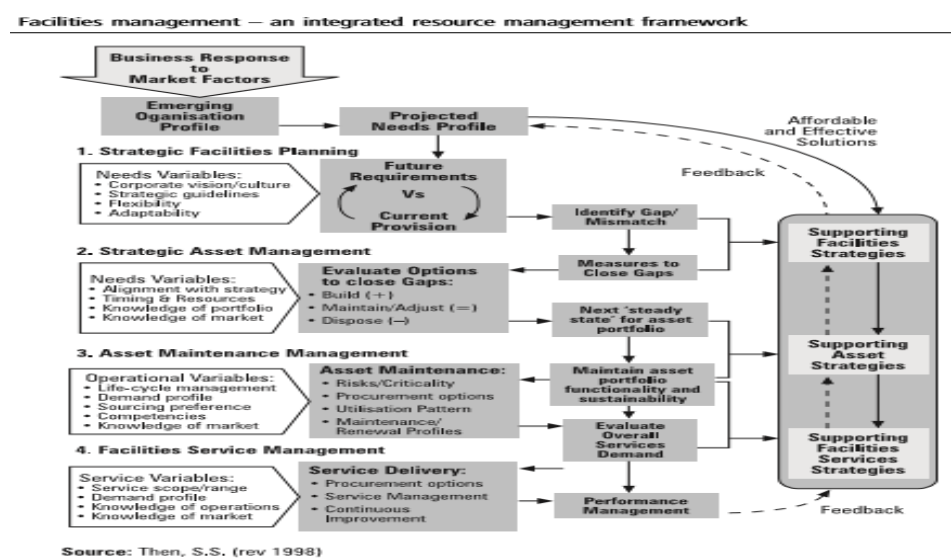 Facilities management — an integrated resource management framework
Business Response
to
Market Factors
Emerging
Oganisation
Profile
Projected
Needs Profile
Affordable
and Effective
Solutions
Feedback
1. Strategic Facilities Planning
Needs Variables:
• Corporate vision/culture
• Strategic guidelines
• Flexibility
• Adaptability
Future
Requirements
Vs
Current
Provision
Identify Gap/
Mismatch
Measures to
Close Gaps
Supporting
Facilities
Strategies
2. Strategic Asset Management
Needs Variables:
• Alignment with strategy
• Timing & Resources
• Knowledge of portfolio
• Knowledge of market
Evaluate Options
to close Gaps:
• Build (+)
• Maintain/Adjust (=)
• Dispose (–)
Next 'steady
state' for asset
portfolio
Supporting
Asset
Strategies
3. Asset Maintenance Management
Operational Variables:
• Life-cycle management
• Demand profile
• Sourcing preference
• Competencies
• Knowledge of market
Asset Maintenance:
• Risks/Criticality
• Procurement options
• Utilisation Pattern
• Maintenance/
Renewal Profiles
Maintain asset
portfolio
functionality and
sustainability
Evaluate
Overall
Services
Demand
Supporting
Facilities
Services
Strategies
4. Facilities Service Management
Service Variables:
• Service scope/range
• Demand profile
• Knowledge of operations
• Knowledge of market
Service Delivery:
• Procurement options
• Service Management
• Continuous
Improvement
Performance
Management
Feedback
Source: Then, S.S. (rev 1998)